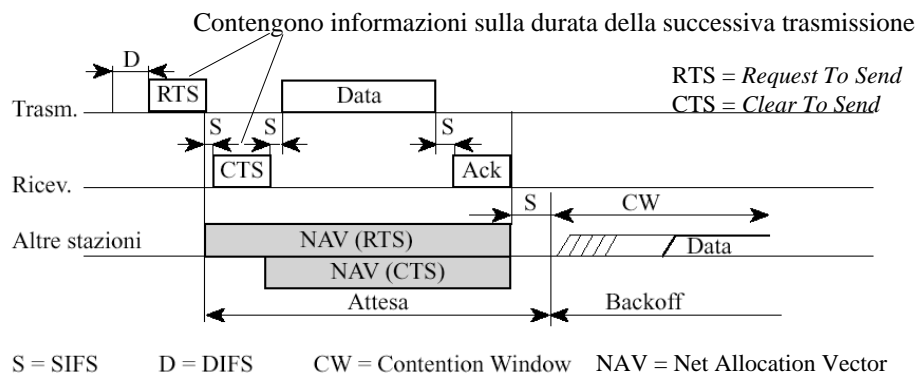 Contengono informazioni sulla durata della successiva trasmissione
D
RTS
Data
RTS = Request To Send
CTS = Clear To Send
Trasm.
S
S
S
CTS
Ack
Ricev.
S
CW
Altre stazioni
NAV (RTS)
Data
NAV (CTS)
Attesa
Backoff
S = SIFS D = DIFS CW = Contention Window NAV = Net Allocation Vector